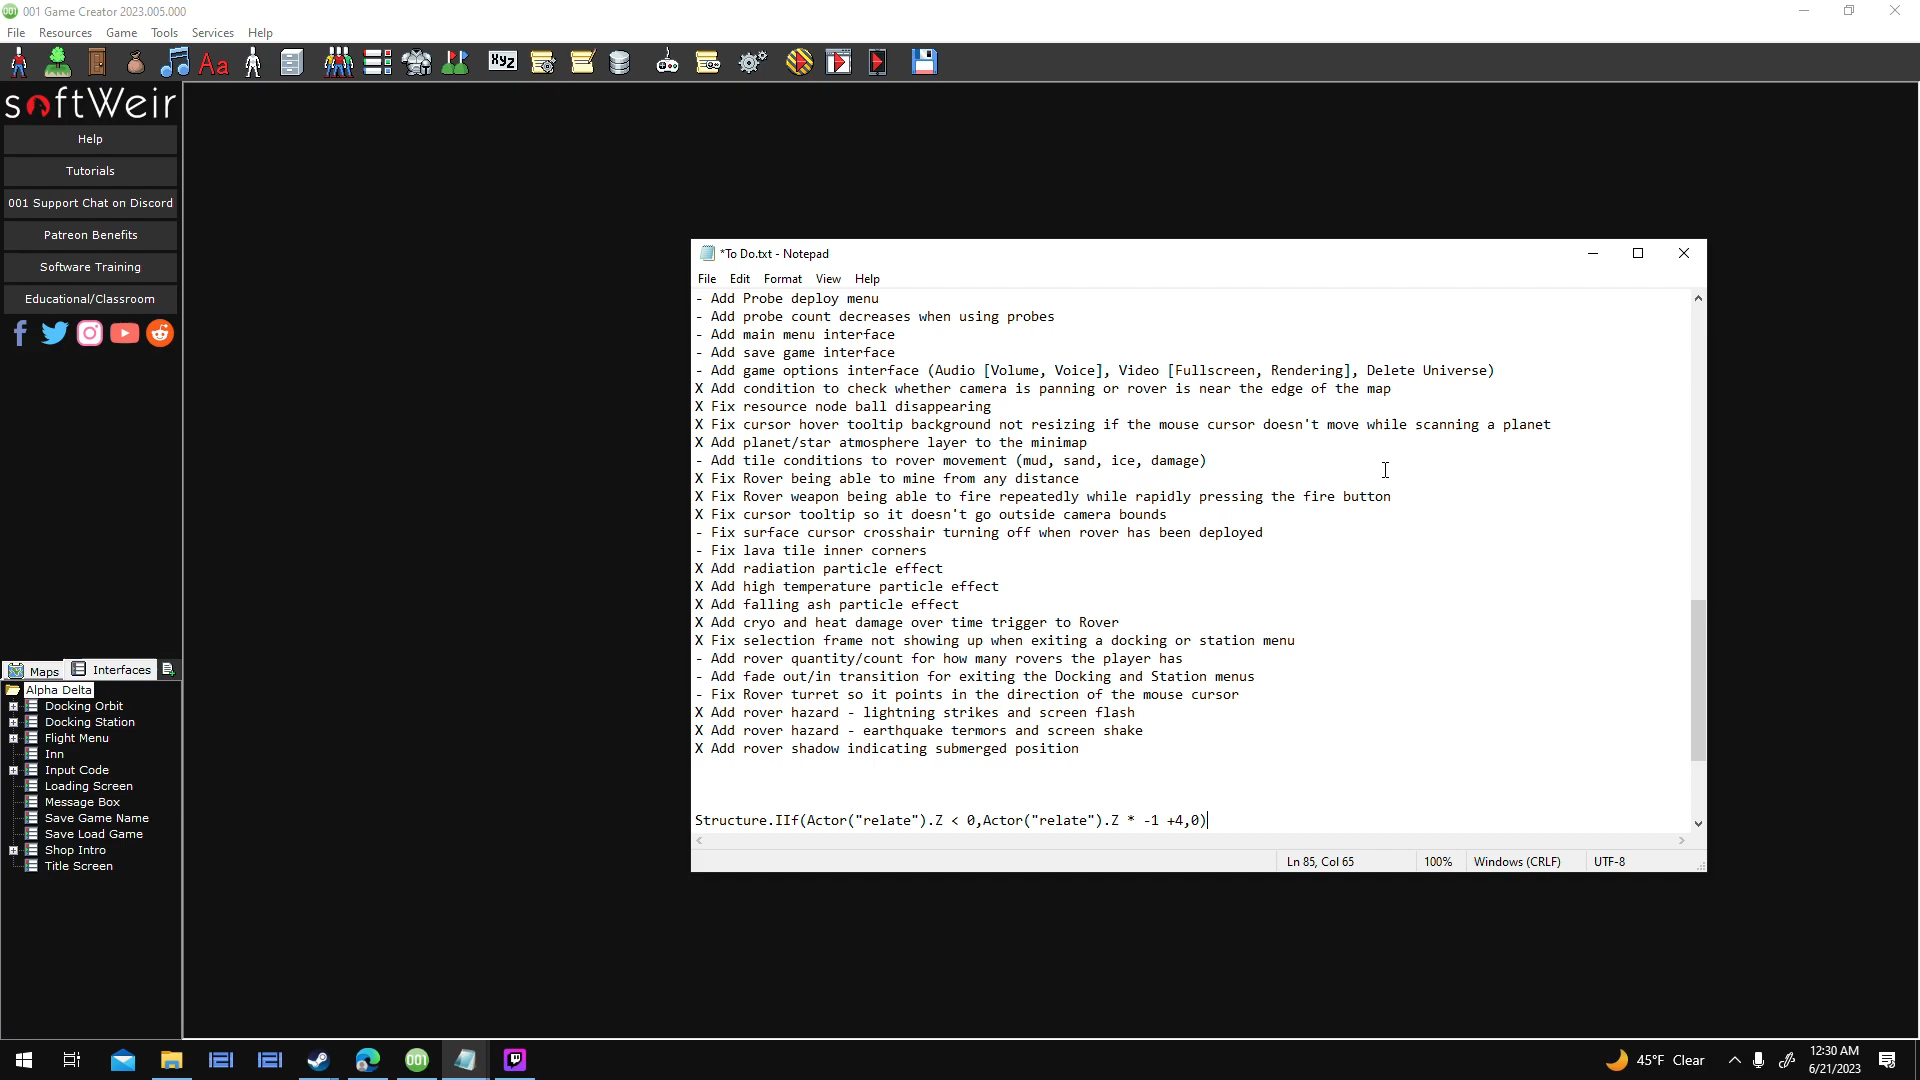 001 Game Creator 2023.005.000
File Resources Game Tools Services Help
Aa
Xyz
softWeir
Help
Tutorials
001 Support Chat on Discord
Patreon Benefits
Software Training
Educational/Classroom
Maps Interfaces
Alpha Delta
Docking Orbit
Docking Station
Flight Menu
Inn
Input Code
Loading Screen
Message Box
Save Game Name
Save Load Game
Shop Intro
Title Screen
*To Do.txt - Notepad
File Edit Format View Help
- Add Probe deploy menu
- Add probe count decreases when using probes
- Add main menu interface
- Add save game interface
- Add game options interface (Audio [Volume, Voice], Video [Fullscreen, Rendering], Delete Universe)
X Add condition to check whether camera is panning or rover is near the edge of the map
X Fix resource node ball disappearing
X Fix cursor hover tooltip background not resizing if the mouse cursor doesn't move while scanning a planet
X Add planet/star atmosphere layer to the minimap
- Add tile conditions to rover movement (mud, sand, ice, damage)
X Fix Rover being able to mine from any distance
X Fix Rover weapon being able to fire repeatedly while rapidly pressing the fire button
X Fix cursor tooltip so it doesn't go outside camera bounds
- Fix surface cursor crosshair turning off when rover has been deployed
- Fix lava tile inner corners
X Add radiation particle effect
X Add high temperature particle effect
X Add falling ash particle effect
X Add cryo and heat damage over time trigger to Rover
X Fix selection frame not showing up when exiting a docking or station menu
- Add rover quantity/count for how many rovers the player has
- Add fade out/in transition for exiting the Docking and Station menus
- Fix Rover turret so it points in the direction of the mouse cursor
X Add rover hazard - lightning strikes and screen flash
X Add rover hazard - earthquake termors and screen shake
X Add rover shadow indicating submerged position
Structure.IIf(Actor("relate").Z < 0,Actor("relate").Z * -1 +4,0)
Ln 85, Col 65 100% Windows (CRLF) UTF-8
001
45°F Clear
12:30 AM
6/21/2023